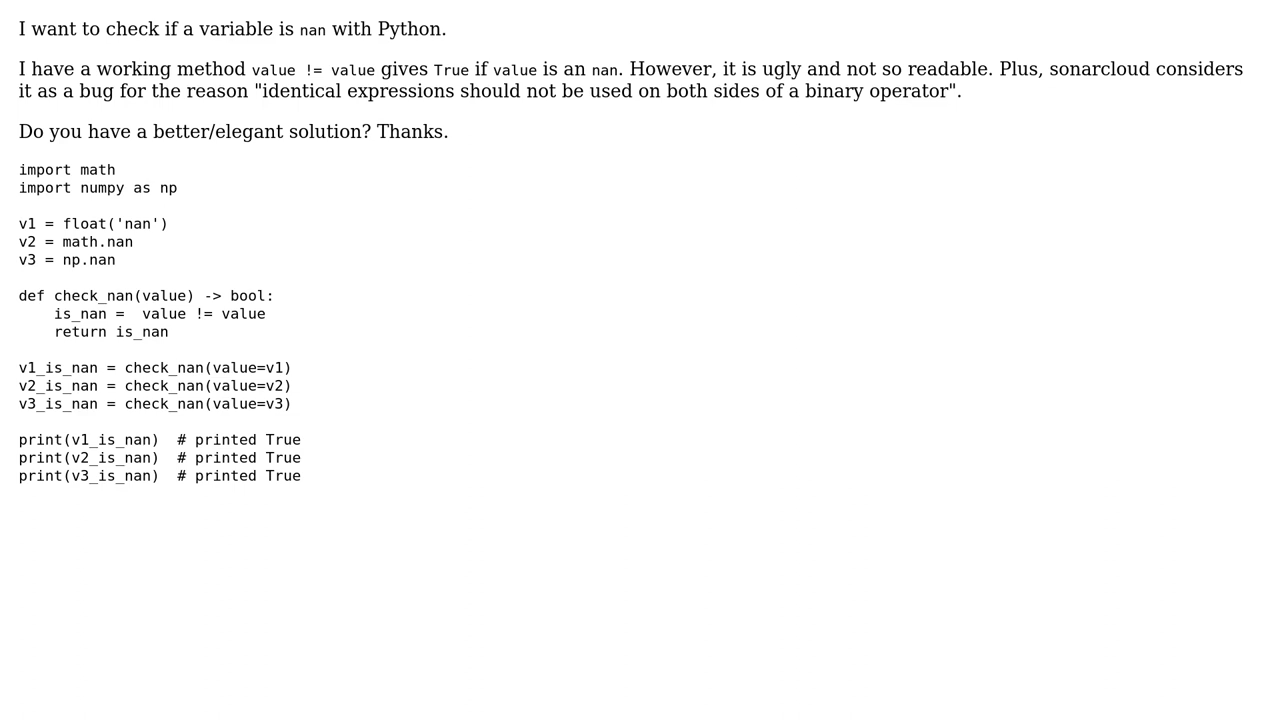 I want to check if a variable is nan with Python.
I have a working method value != value gives True if value is an nan. However, it is ugly and not so readable. Plus, sonarcloud considers
it as a bug for the reason "identical expressions should not be used on both sides of a binary operator".
Do you have a better/elegant solution? Thanks.
import math
import numpy as np
v1 = float('nan')
v2 = math.nan
v3 = np.nan
def check_nan(value) -> bool:
    is_nan =  value != value
    return is_nan
v1_is_nan = check_nan(value=v1)
v2_is_nan = check_nan(value=v2)
v3_is_nan = check_nan(value=v3)
print(v1_is_nan)  # printed True
print(v2_is_nan)  # printed True
print(v3_is_nan)  # printed True